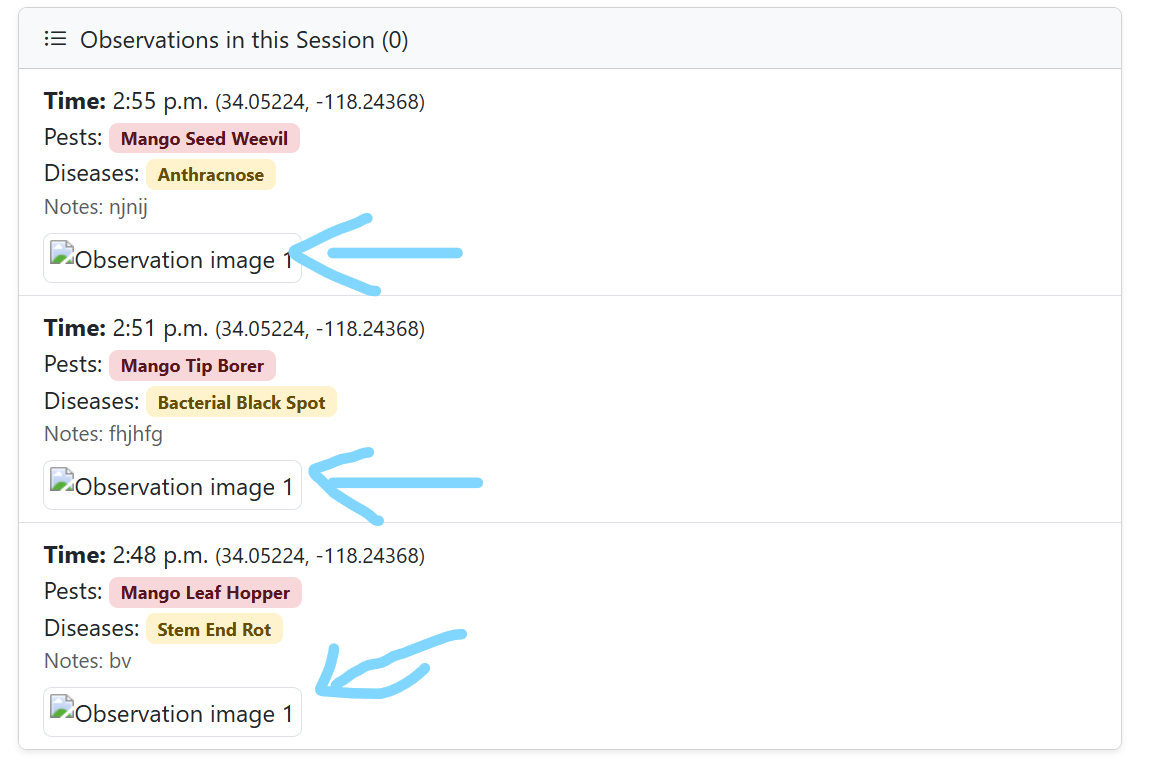 Observations in this Session (0)
Time: 2:55 p.m. (34.05224, -118.24368)
Pests: Mango Seed Weevil
Diseases: Anthracnose
Notes: njnij
Observation image 1
Time: 2:51 p.m. (34.05224, -118.24368)
Pests: Mango Tip Borer
Diseases: Bacterial Black Spot
Notes: fhjhfg
Observation image 1
Time: 2:48 p.m. (34.05224, -118.24368)
Pests: Mango Leaf Hopper
Diseases: Stem End Rot
Notes: bv
Observation image 1